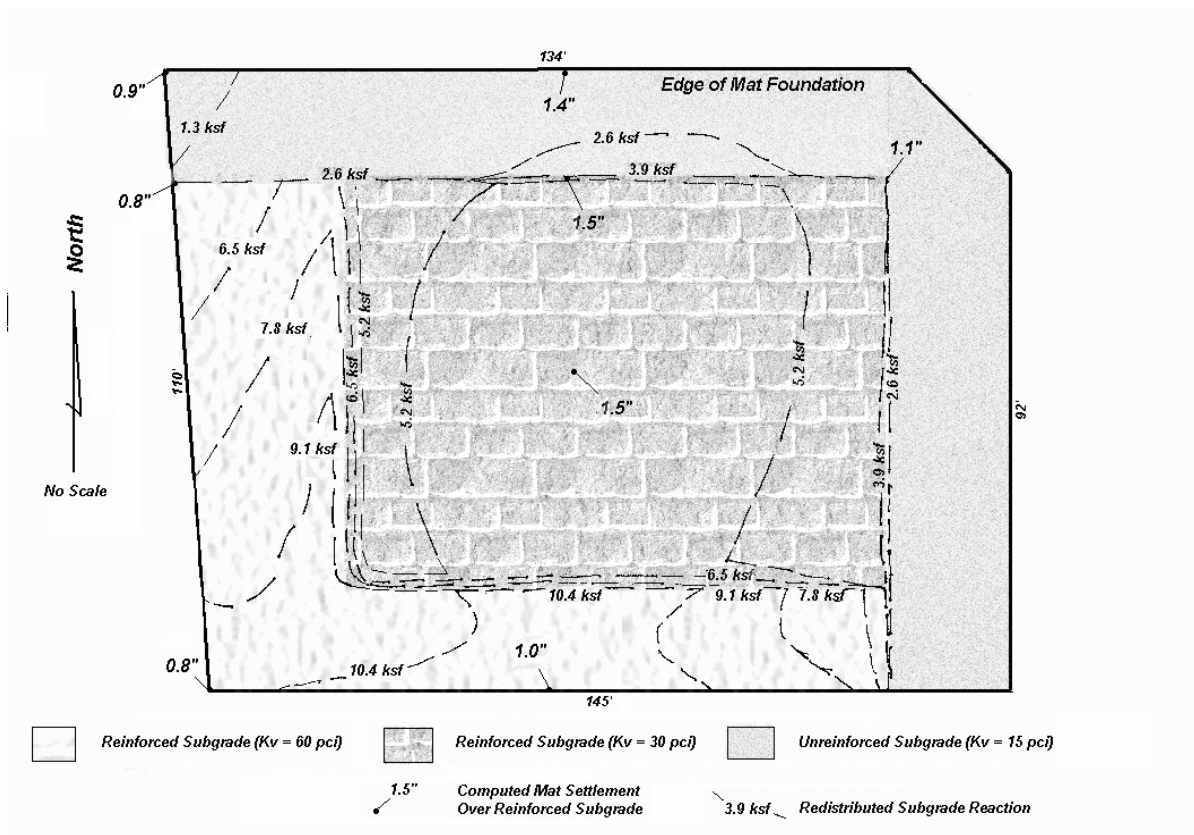 134'
0.9"
Edge of Mat Foundation
1.4"
1.3 ksf
2.6 ksf
1.1"
2.6 ksf
3.9 ksf
0.8"
1.5"
North
6.5 ksf
7.8 ksf
5.2 ksf
6.5 ksf
5.2 ksf
5.2 ksf
2.6 ksf
110'
1.5"
92'
9.1 ksf
3.9 ksf
No Scale
6.5 ksf
10.4 ksf
9.1 ksf
7.8 ksf
0.8"
10.4 ksf
1.0"
145'
Reinforced Subgrade (Kv = 60 pci)
Reinforced Subgrade (Kv = 30 pci)
Unreinforced Subgrade (Kv = 15 pci)
1.5"
Computed Mat Settlement
Over Reinforced Subgrade
3.9 ksf
Redistributed Subgrade Reaction